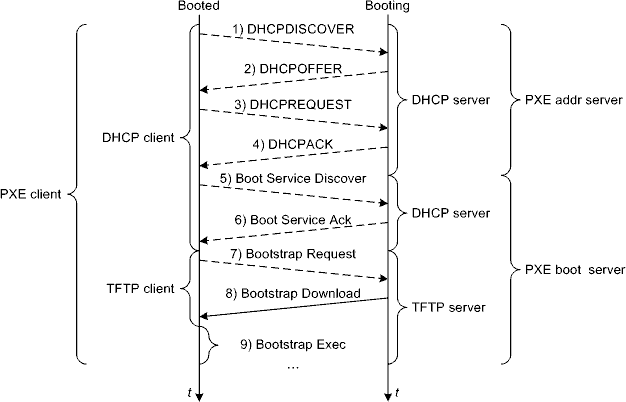 Booted
Booting
1) DHCPDISCOVER
2) DHCPOFFER
3) DHCPREQUEST
4) DHCPACK
5) Boot Service Discover
6) Boot Service Ack
7) Bootstrap Request
8) Bootstrap Download
9) Bootstrap Exec
...
DHCP client
TFTP client
PXE client
DHCP server
DHCP server
TFTP server
PXE addr server
PXE boot server
t
t